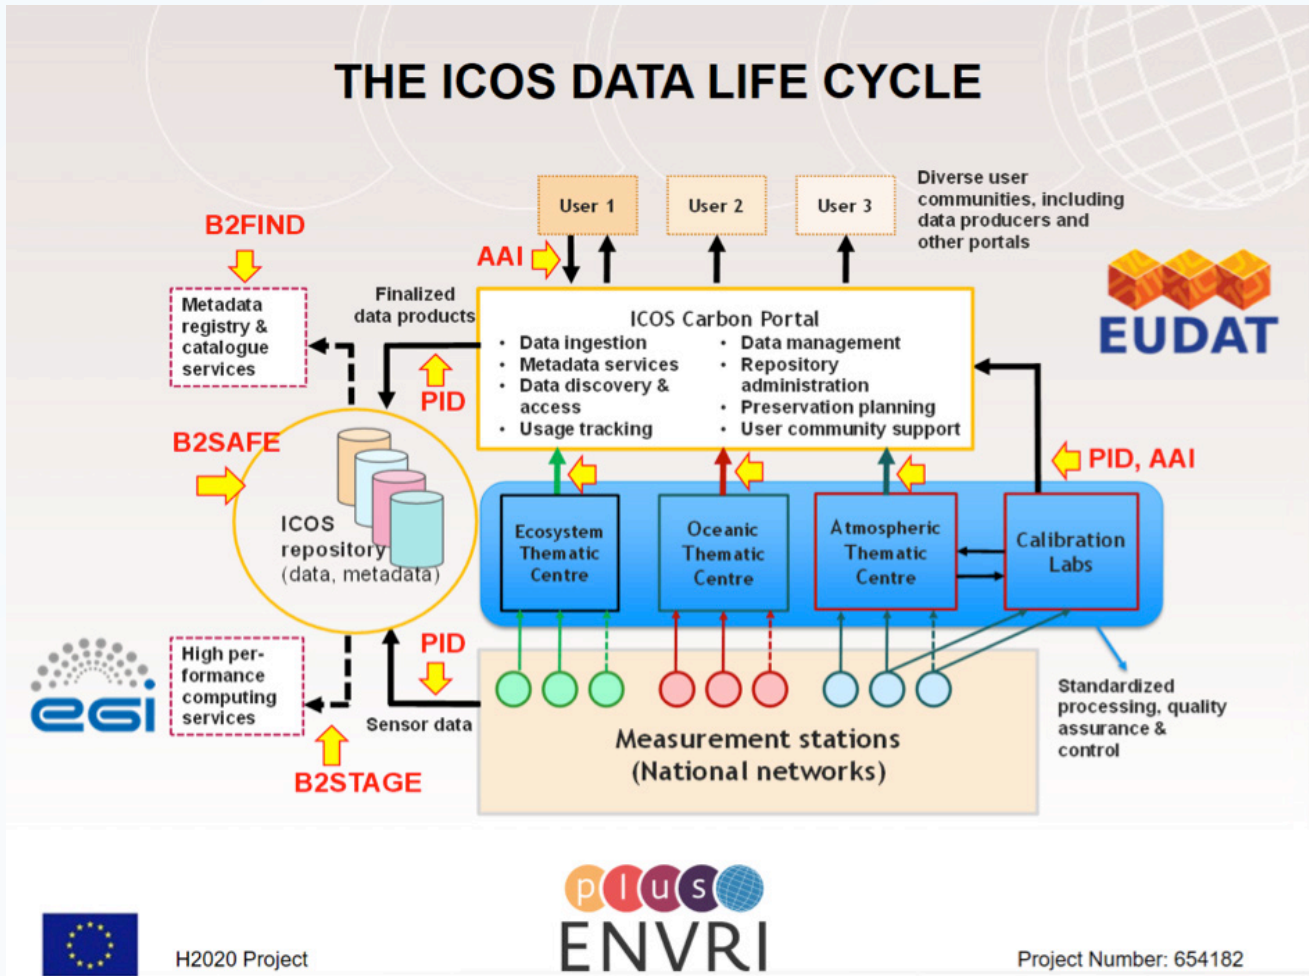 THE ICOS DATA LIFE CYCLE
User 1
User 2
User 3
Diverse user
communities, including
data producers and
other portals
B2FIND
AAI
EUDAT
Metadata
registry &
catalogue
services
Finalized
data products
PID
ICOS Carbon Portal
• Data ingestion
• Metadata services
• Data discovery &
access
• Usage tracking
• Data management
• Repository
administration
• Preservation planning
• User community support
B2SAFE
PID, AAI
ICOS
repository
(data, metadata)
Ecosystem
Thematic
Centre
Oceanic
Thematic
Centre
Atmospheric
Thematic
Centre
Calibration
Labs
egi
High per-
formance
computing
services
PID
Sensor data
B2STAGE
Measurement stations
(National networks)
Standardized
processing, quality
assurance &
control
plus
ENVRI
H2020 Project
Project Number: 654182